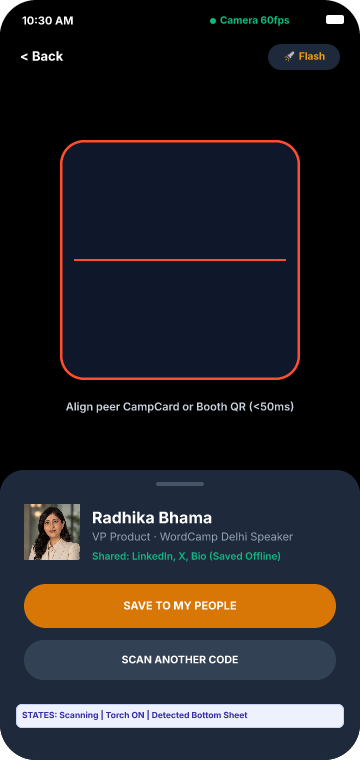 10:30 AM
Camera 60fps
< Back
Flash
Align peer CampCard or Booth QR (<50ms)
Radhika Bhama
VP Product · WordCamp Delhi Speaker
Shared: LinkedIn, X, Bio (Saved Offline)
SAVE TO MY PEOPLE
SCAN ANOTHER CODE
STATES: Scanning | Torch ON | Detected Bottom Sheet